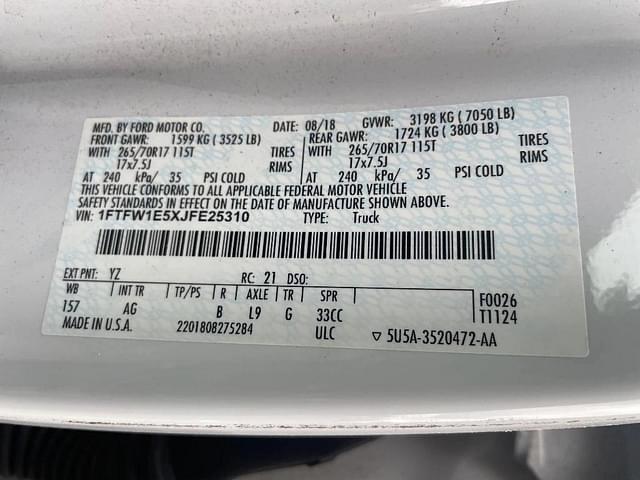 MFD. BY FORD MOTOR CO. DATE: 08/18 GVWR: 3198 KG ( 7050 LB)
FRONT GAWR: 1599 KG ( 3525 LB) REAR GAWR: 1724 KG ( 3800 LB)
WITH 265/70R17 115T TIRES WITH 265/70R17 115T TIRES
17x7.5J RIMS 17x7.5J RIMS
AT 240 kPa/ 35 PSI COLD AT 240 kPa/ 35 PSI COLD
THIS VEHICLE CONFORMS TO ALL APPLICABLE FEDERAL MOTOR VEHICLE
SAFETY STANDARDS IN EFFECT ON THE DATE OF MANUFACTURE SHOWN ABOVE.
VIN: 1FTFW1E5XJFE25310 TYPE: Truck
EXT PNT: YZ RC: 21 DSO:
WB INT TR TP/PS R AXLE TR SPR F0026
157 AG B L9 G 33CC T1124
MADE IN U.S.A. 2201808275284 ULC ▽ 5U5A-3520472-AA